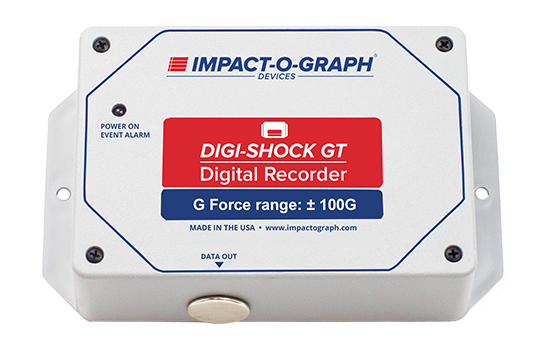 IMPACT-O-GRAPH®
DEVICES
POWER ON
EVENT ALARM
DIGI-SHOCK GT
Digital Recorder
G Force range: ± 100G
MADE IN THE USA • www.impactograph.com
DATA OUT